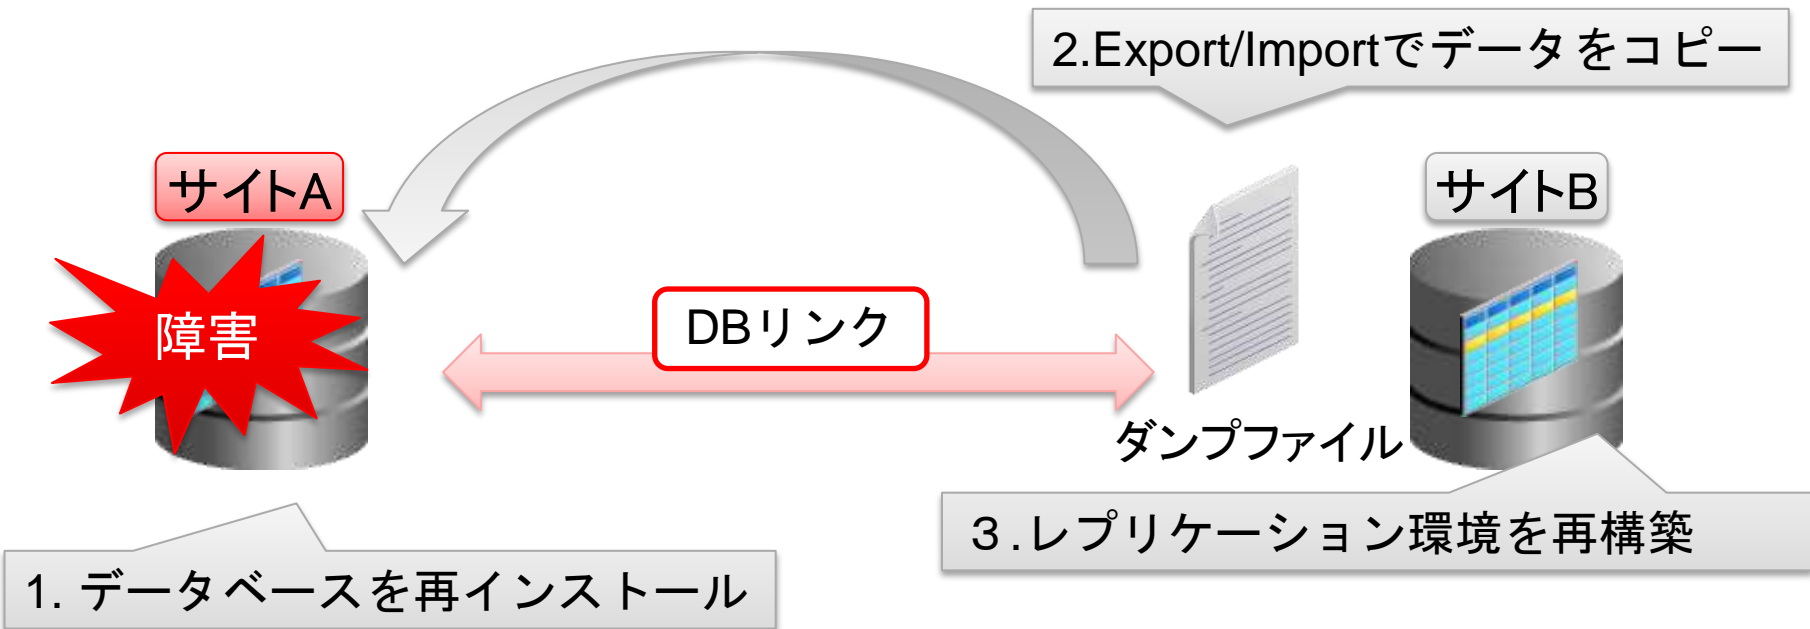 2.Export/Importでデータをコピー
サイトA
サイトB
障害
DBリンク
ダンプファイル
３.レプリケーション環境を再構築
1. データベースを再インストール